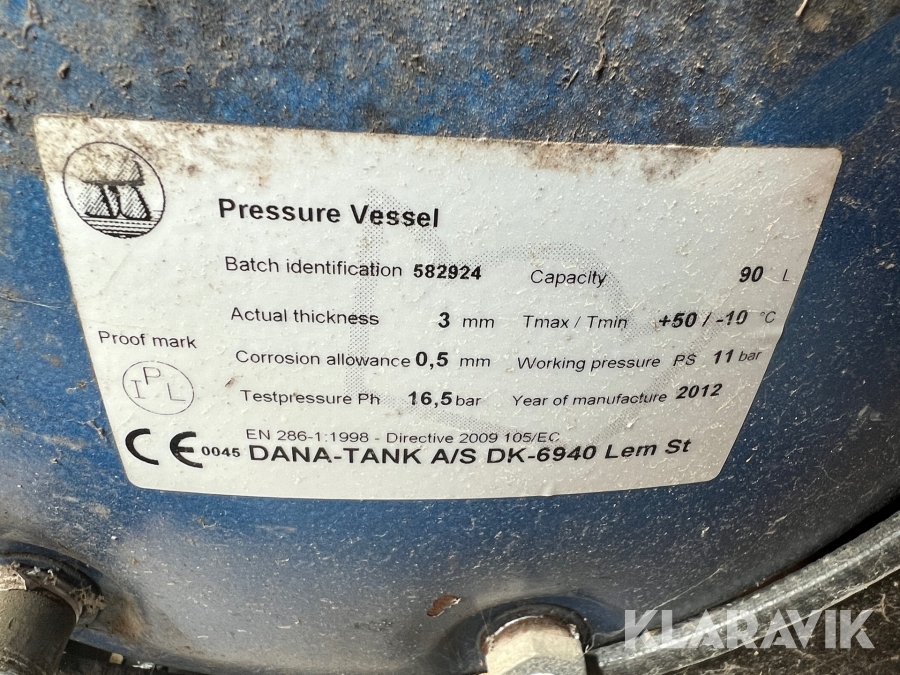 Pressure Vessel
Batch identification 582924 Capacity 90 L
Actual thickness 3 mm Tmax / Tmin +50 / -10 °C
Proof mark
Corrosion allowance 0,5 mm Working pressure PS 11 bar
IPL
Testpressure Ph 16,5 bar Year of manufacture 2012
EN 286-1:1998 - Directive 2009 105/EC
CE 0045 DANA-TANK A/S DK-6940 Lem St
KLARAVIK